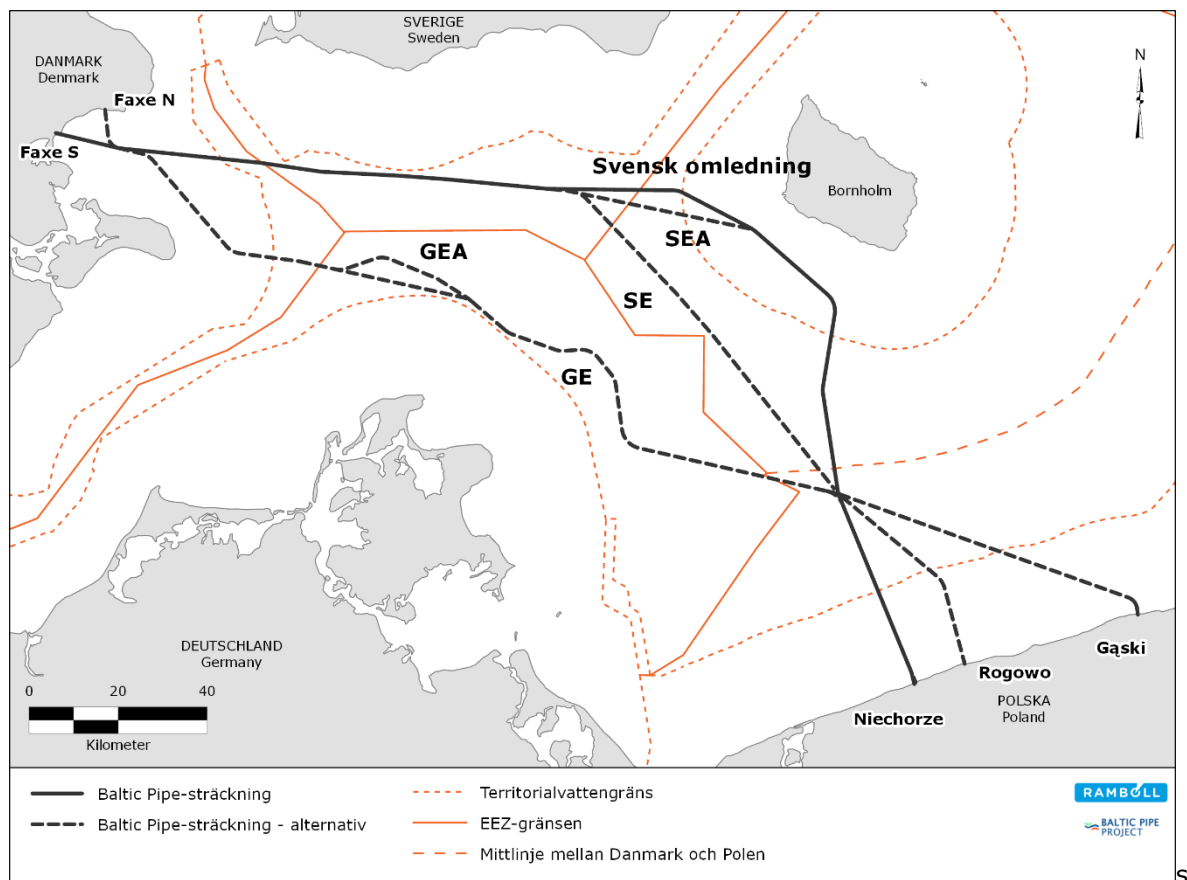 SVERIGE
Sweden
DANMARK
Denmark
N
Faxe N
Faxe S
Svensk omledning
Bornholm
SEA
GEA
SE
GE
DEUTSCHLAND
Germany
Gąski
Rogowo
POLSKA
Poland
Niechorze
0 20 40
Kilometer
Baltic Pipe-sträckning
Baltic Pipe-sträckning - alternativ
Territorialvattengräns
EEZ-gränsen
Mittlinje mellan Danmark och Polen
RAMBOLL
BALTIC PIPE
PROJECT
s